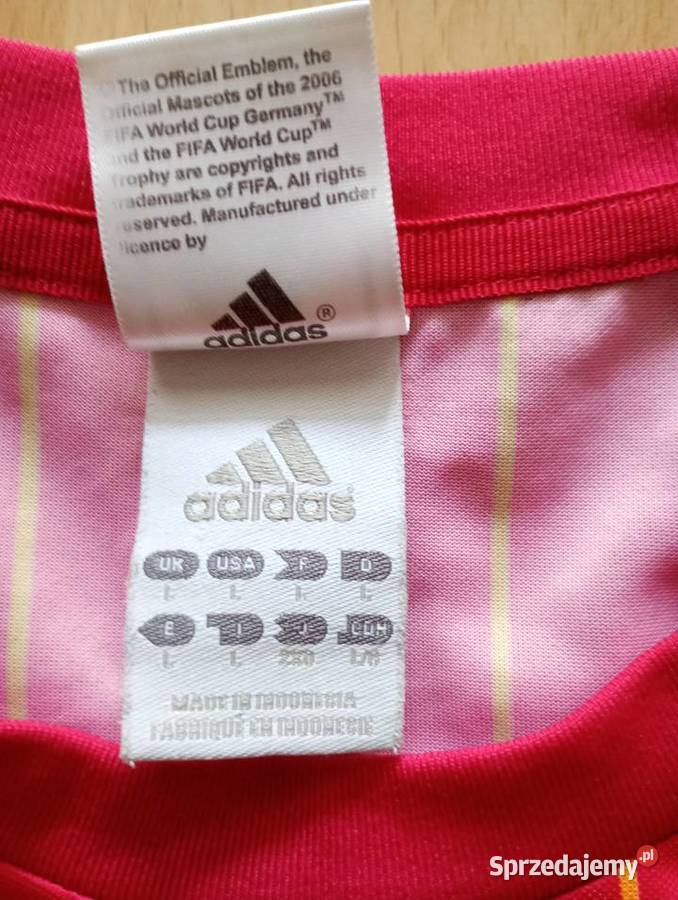 The Official Emblem, the
Official Mascots of the 2006
FIFA World Cup Germany™
and the FIFA World Cup™
trophy are copyrights and
trademarks of FIFA. All rights
reserved. Manufactured under
licence by
adidas®
adidas
UK USA F D
L L L L
E I J CDN
L L 2XO L/G
MADE IN INDONESIA
FABRIQUÉ EN INDONESIE
Sprzedajemy.pl